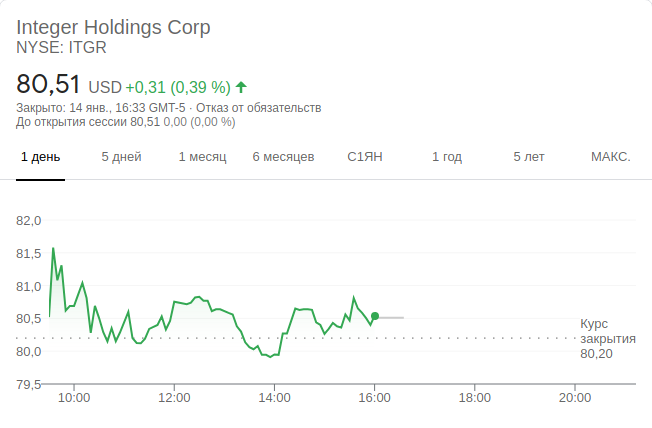 Integer Holdings Corp
NYSE: ITGR
80,51 USD +0,31 (0,39 %)
Закрыто: 14 янв., 16:33 GMT-5 · Отказ от обязательств
До открытия сессии 80,51 0,00 (0,00 %)
1 день 5 дней 1 месяц 6 месяцев С1ЯН 1 год 5 лет МАКС.
82,0
81,5
81,0
80,5
80,0
79,5
Курс
закрытия
80,20
10:00 12:00 14:00 16:00 18:00 20:00